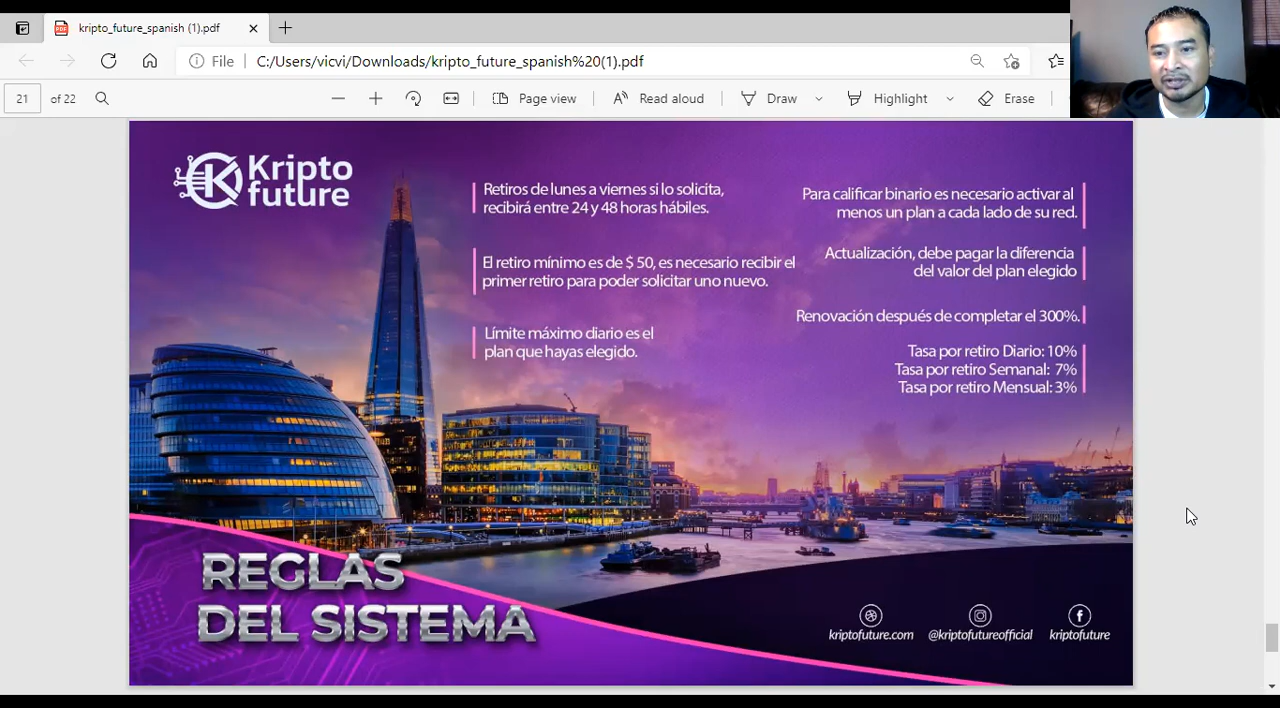 kripto_future_spanish (1).pdf
File
C:/Users/vicvi/Downloads/kripto_future_spanish%20(1).pdf
21
of 22
Page view
Read aloud
Draw
Highlight
Erase
Kripto
future
Retiros de lunes a viernes si lo solicita,
recibirá entre 24 y 48 horas hábiles.
El retiro mínimo es de $ 50, es necesario recibir el
primer retiro para poder solicitar uno nuevo.
Límite máximo diario es el
plan que hayas elegido.
Para calificar binario es necesario activar al
menos un plan a cada lado de su red.
Actualización, debe pagar la diferencia
del valor del plan elegido
Renovación después de completar el 300%.
Tasa por retiro Diario: 10%
Tasa por retiro Semanal: 7%
Tasa por retiro Mensual: 3%
REGLAS
DEL SISTEMA
kriptofuture.com
@kriptofutureofficial
kriptofuture